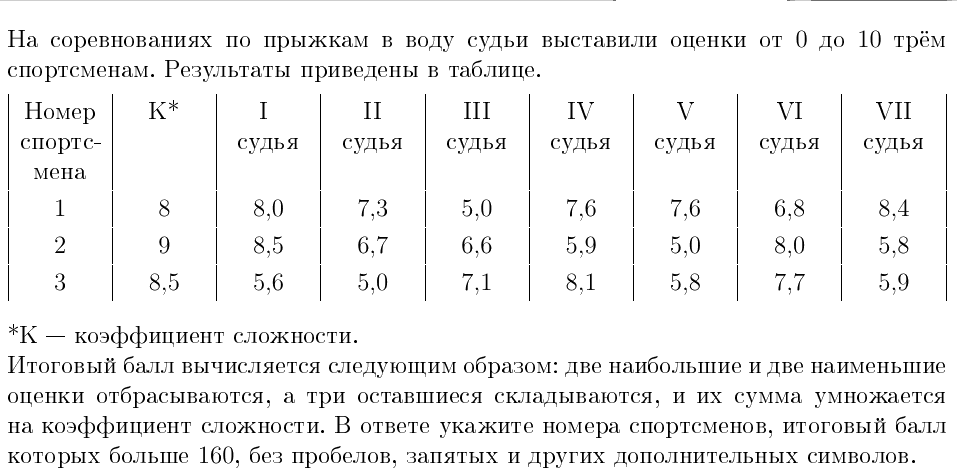 На соревнованиях по прыжкам в воду судьи выставили оценки от 0 до 10 трём
спортсменам. Результаты приведены в таблице.
Номер спортс- мена K* I судья II судья III судья IV судья V судья VI судья VII судья
1 8 8,0 7,3 5,0 7,6 7,6 6,8 8,4
2 9 8,5 6,7 6,6 5,9 5,0 8,0 5,8
3 8,5 5,6 5,0 7,1 8,1 5,8 7,7 5,9
*К — коэффициент сложности.
Итоговый балл вычисляется следующим образом: две наибольшие и две наименьшие
оценки отбрасываются, а три оставшиеся складываются, и их сумма умножается
на коэффициент сложности. В ответе укажите номера спортсменов, итоговый балл
которых больше 160, без пробелов, запятых и других дополнительных символов.